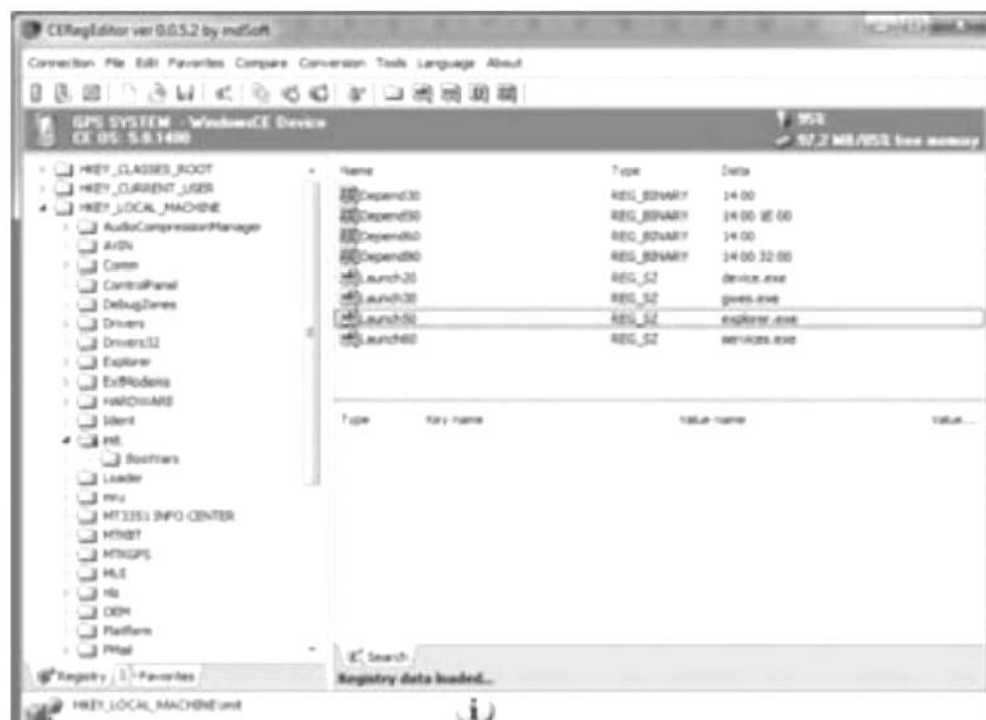 CERegEditor ver 0.0.5.2 by mdSoft
Connection File Edit Favorites Compare Conversion Tools Language About
GPS SYSTEM - WindowsCE Device
CE OS: 5.0.1400
95%
97,2 MB/85% free memory
HKEY_CLASSES_ROOT
HKEY_CURRENT_USER
HKEY_LOCAL_MACHINE
AudioCompressionManager
Comm
ControlPanel
DebugZones
Drivers
Drivers32
Explorer
ExtModems
HARDWARE
Ident
init
BootVars
Loader
mru
MT3351 INFO CENTER
MTKBT
MTKGPS
MUI
nls
OEM
Platform
PMail
Registry Favorites
Name Type Data
Depend30 REG_BINARY 14 00
Depend50 REG_BINARY 14 00 1E 00
Depend60 REG_BINARY 14 00
Depend90 REG_BINARY 14 00 32 00
Launch20 REG_SZ device.exe
Launch30 REG_SZ gwes.exe
Launch50 REG_SZ explorer.exe
Launch60 REG_SZ services.exe
Type Key name Value name Value...
Search
Registry data loaded...
HKEY_LOCAL_MACHINE\init